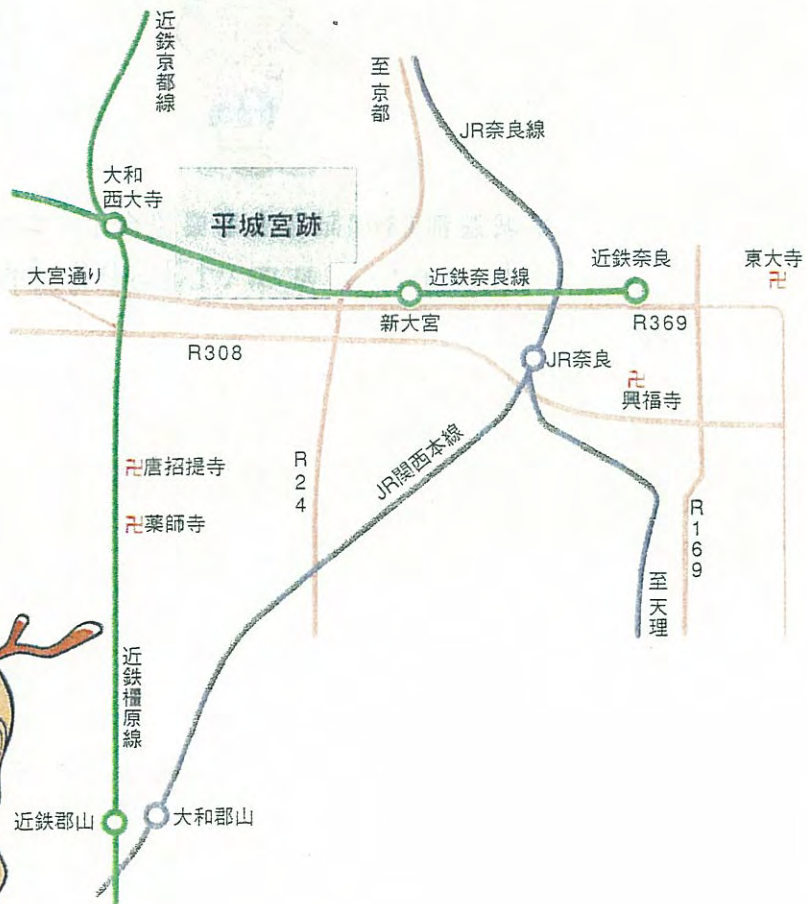 近鉄京都線
至京都
JR奈良線
大和
西大寺
平城宮跡
大宮通り
近鉄奈良線
近鉄奈良
東大寺
卍
新大宮
R369
R308
JR奈良
卍
興福寺
卍唐招提寺
R24
JR関西本線
卍薬師寺
R169
至天理
近鉄橿原線
近鉄郡山
大和郡山